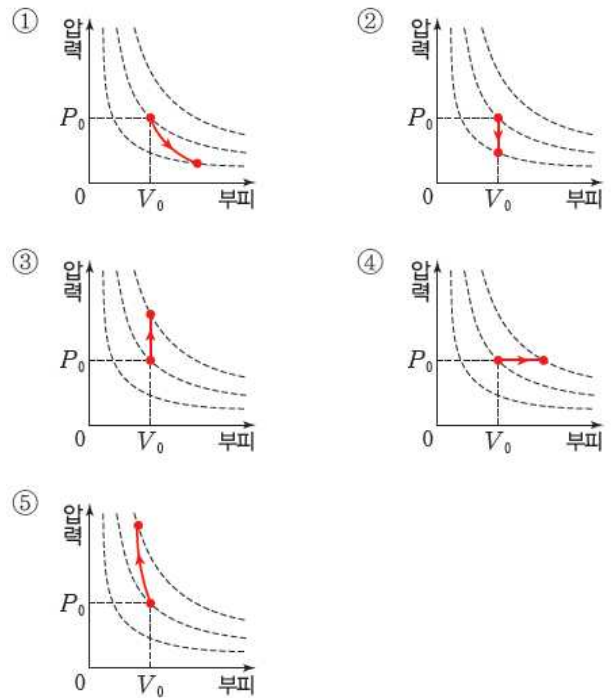 ① 압력
P₀
0 V₀ 부피
② 압력
P₀
0 V₀ 부피
③ 압력
P₀
0 V₀ 부피
④ 압력
P₀
0 V₀ 부피
⑤ 압력
P₀
0 V₀ 부피